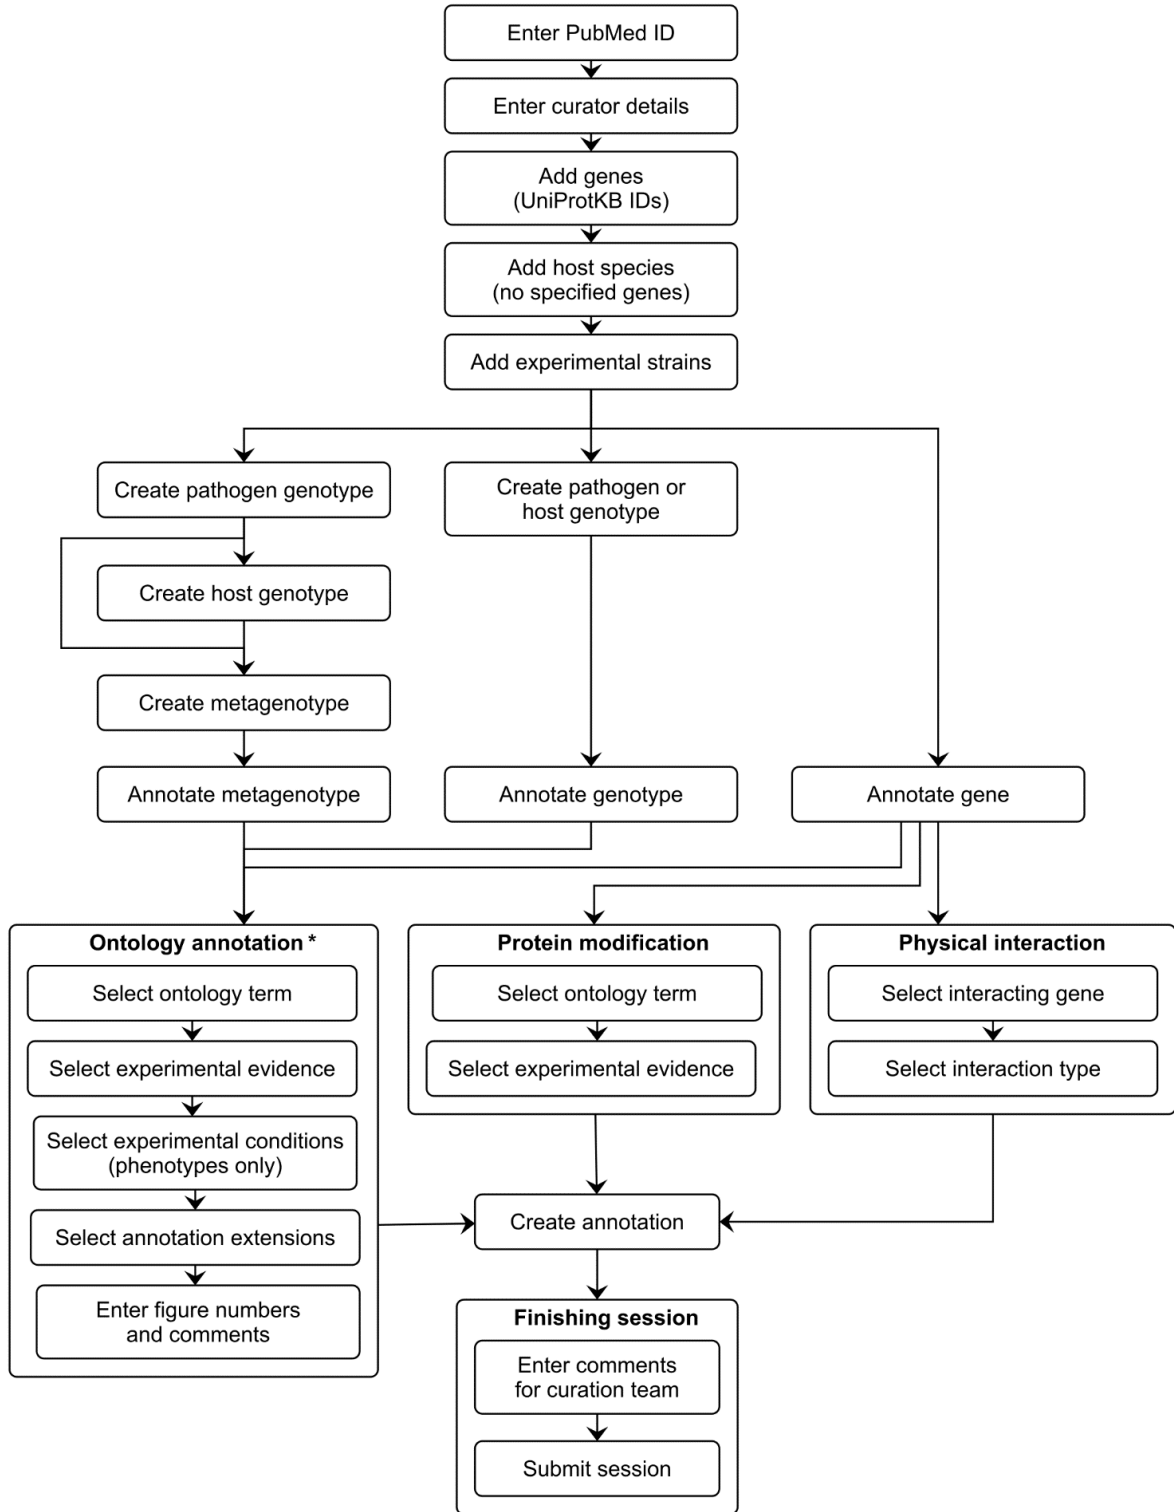 Enter PubMed ID
Enter curator details
Add genes
(UniProtKB IDs)
Add host species
(no specified genes)
Add experimental strains
Create pathogen genotype
Create pathogen or
host genotype
Create host genotype
Create metagenotype
Annotate metagenotype
Annotate genotype
Annotate gene
Ontology annotation *
Select ontology term
Select experimental evidence
Select experimental conditions
(phenotypes only)
Select annotation extensions
Enter figure numbers
and comments
Protein modification
Select ontology term
Select experimental evidence
Physical interaction
Select interacting gene
Select interaction type
Create annotation
Finishing session
Enter comments
for curation team
Submit session